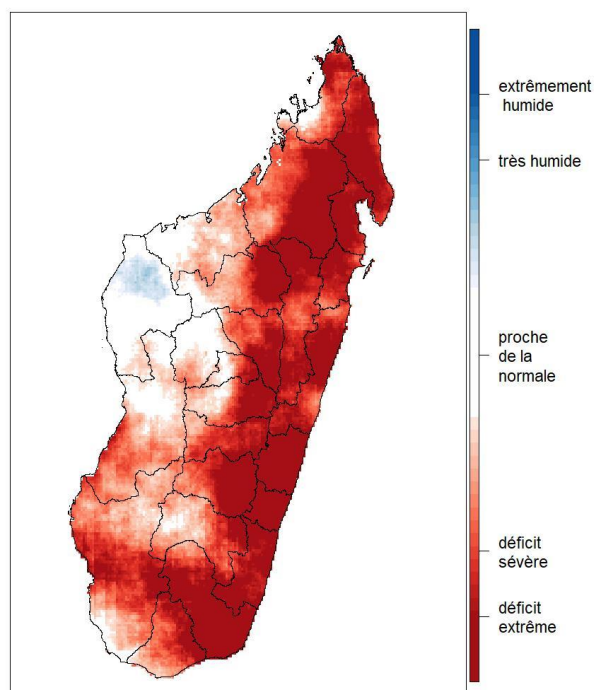 extrêmement
humide
très humide
proche
de la
normale
déficit
sévère
déficit
extrême